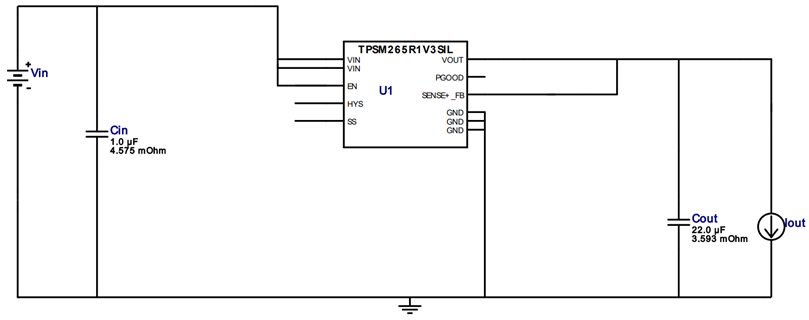 TPSM265R1V3SIL
+
Vin
-
VIN
VIN
EN
HYS
SS
U1
VOUT
PGOOD
SENSE+ _FB
GND
GND
GND
Cin
1.0 µF
4.575 mOhm
Cout
22.0 µF
3.593 mOhm
Iout